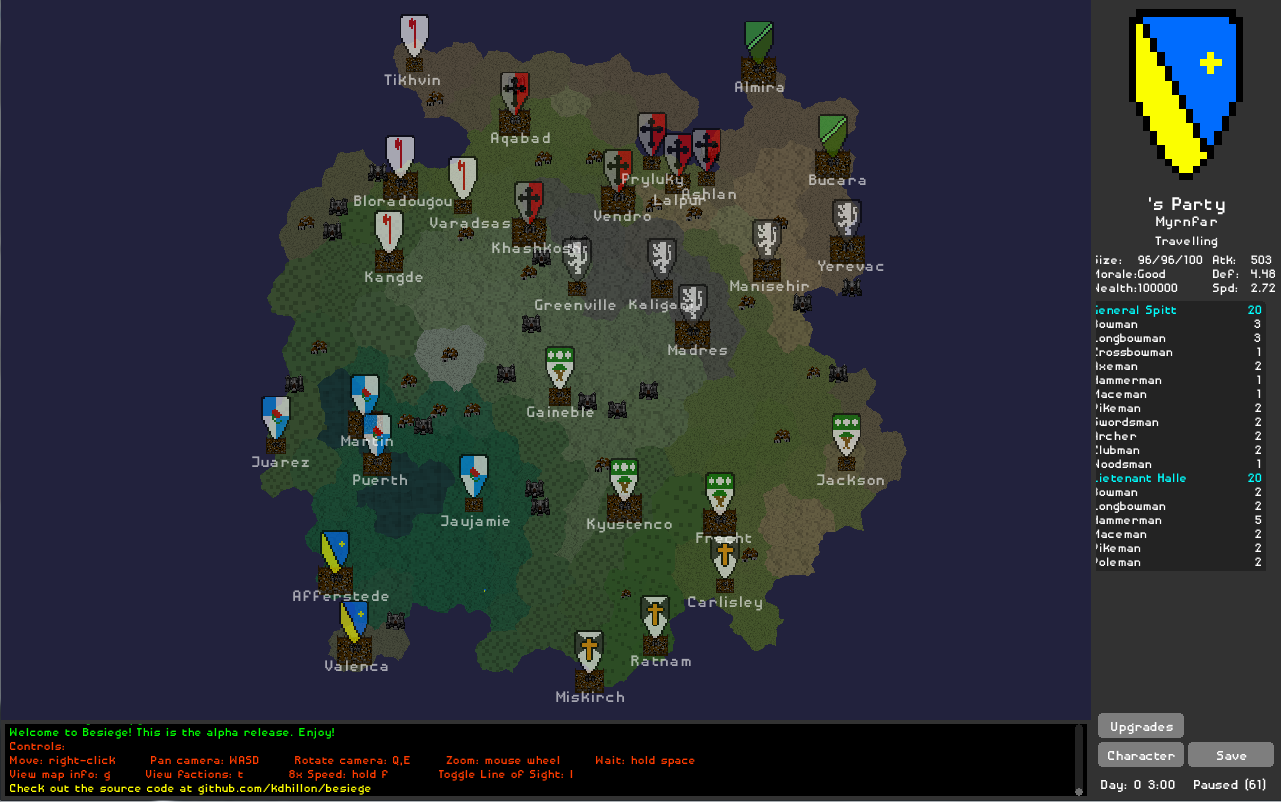 Tikhvin
Almira
Aqabad
Bucara
Pryluky
Ashlan
Lalpur
Bloradougou
Varadsas
Vendro
Khashkos
Yerevac
Kangde
Manisehir
Greenville
Kaligan
Madres
Gaineble
Martin
Juarez
Puerth
Jackson
Jaujamie
Kyustenco
Frecht
Afferstede
Carlisley
Valenca
Ratnam
Miskirch
's Party
Myrnfar
Travelling
Size: 96/96/100 Atk: 503
Morale:Good Def: 4.48
Wealth:100000 Spd: 2.72
General Spitt 20
Bowman 3
Longbowman 3
Crossbowman 1
Axeman 2
Hammerman 1
Maceman 1
Pikeman 2
Swordsman 2
Archer 2
Clubman 2
Woodsman 1
Lietenant Halle 20
Bowman 2
Longbowman 2
Hammerman 5
Maceman 2
Pikeman 2
Poleman 2
Upgrades
Character Save
Day: 0 3:00 Paused (61)
Welcome to Besiege! This is the alpha release. Enjoy!
Controls:
Move: right-click Pan camera: WASD Rotate camera: Q,E Zoom: mouse wheel Wait: hold space
View map info: g View factions: t 8x Speed: hold f Toggle Line of Sight: l
Check out the source code at github.com/kdhillon/besiege